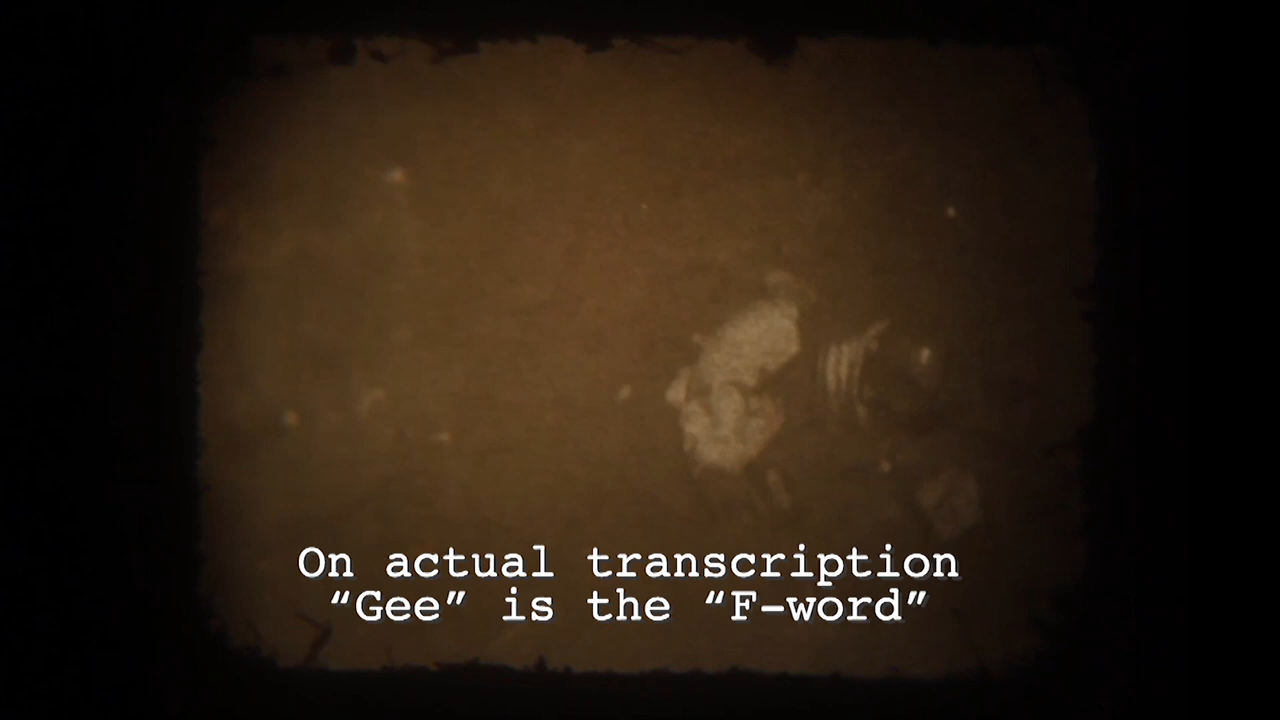 On actual transcription
“Gee” is the “F-word”